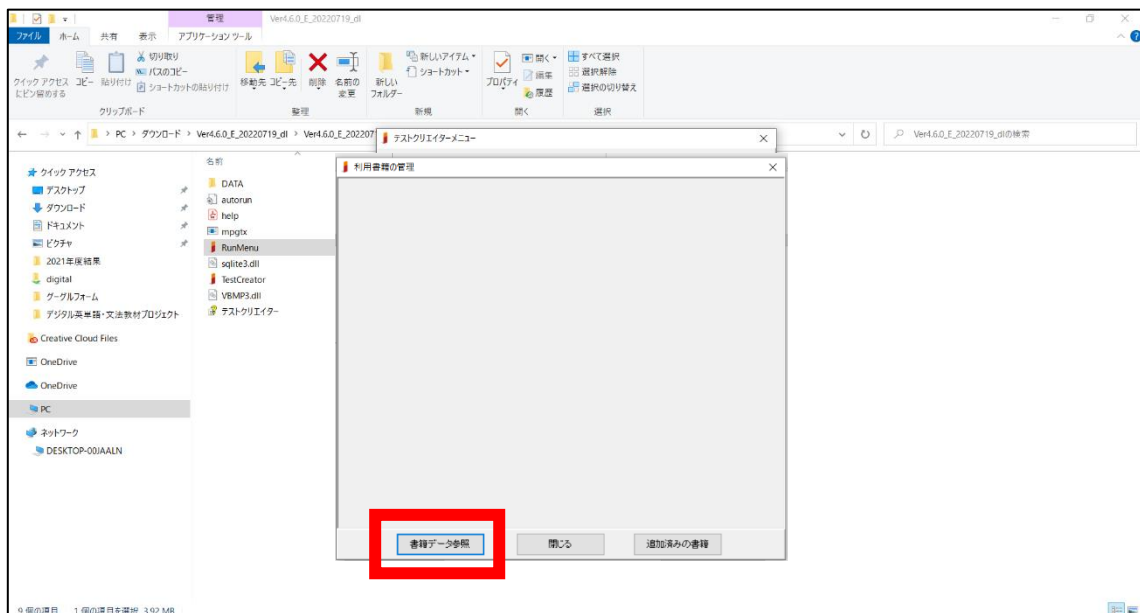 管理
Ver4.6.0_E_20220719_dl
ファイル ホーム 共有 表示 アプリケーション ツール
クイック アクセス
にピン留めする
コピー
貼り付け
切り取り
パスのコピー
ショートカットの貼り付け
クリップボード
移動先
コピー先
削除
名前の
変更
整理
新しい
フォルダー
新しいアイテム
ショートカット
新規
プロパティ
開く
編集
履歴
開く
すべて選択
選択解除
選択の切り替え
選択
PC > ダウンロード > Ver4.6.0_E_20220719_dl > Ver4.6.0_E_202207
Ver4.6.0_E_20220719_dlの検索
テストクリエイターメニュー
利用書籍の管理
クイック アクセス
デスクトップ
ダウンロード
ドキュメント
ピクチャ
2021年度結果
digital
グーグルフォーム
デジタル英単語・文法教材プロジェクト
Creative Cloud Files
OneDrive
OneDrive
PC
ネットワーク
DESKTOP-00JAALN
名前
DATA
autorun
help
mpgtx
RunMenu
sqlite3.dll
TestCreator
VBMP3.dll
テストクリエイター
書籍データ参照 閉じる 追加済みの書籍
9 個の項目 1 個の項目を選択 3.92 MB